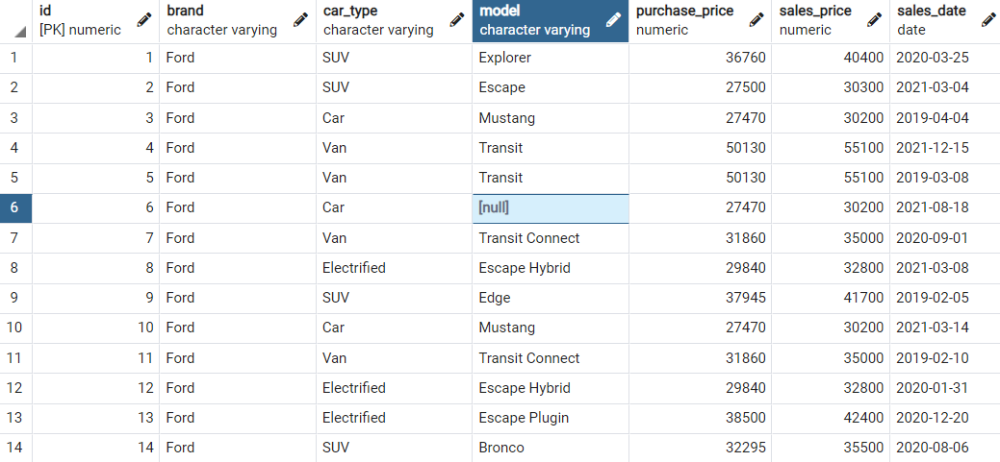 id brand car_type model purchase_price sales_price sales_date
[PK] numeric character varying character varying character varying numeric numeric date
1 1 Ford SUV Explorer 36760 40400 2020-03-25
2 2 Ford SUV Escape 27500 30300 2021-03-04
3 3 Ford Car Mustang 27470 30200 2019-04-04
4 4 Ford Van Transit 50130 55100 2021-12-15
5 5 Ford Van Transit 50130 55100 2019-03-08
6 6 Ford Car [null] 27470 30200 2021-08-18
7 7 Ford Van Transit Connect 31860 35000 2020-09-01
8 8 Ford Electrified Escape Hybrid 29840 32800 2021-03-08
9 9 Ford SUV Edge 37945 41700 2019-02-05
10 10 Ford Car Mustang 27470 30200 2021-03-14
11 11 Ford Van Transit Connect 31860 35000 2019-02-10
12 12 Ford Electrified Escape Hybrid 29840 32800 2020-01-31
13 13 Ford Electrified Escape Plugin 38500 42400 2020-12-20
14 14 Ford SUV Bronco 32295 35500 2020-08-06